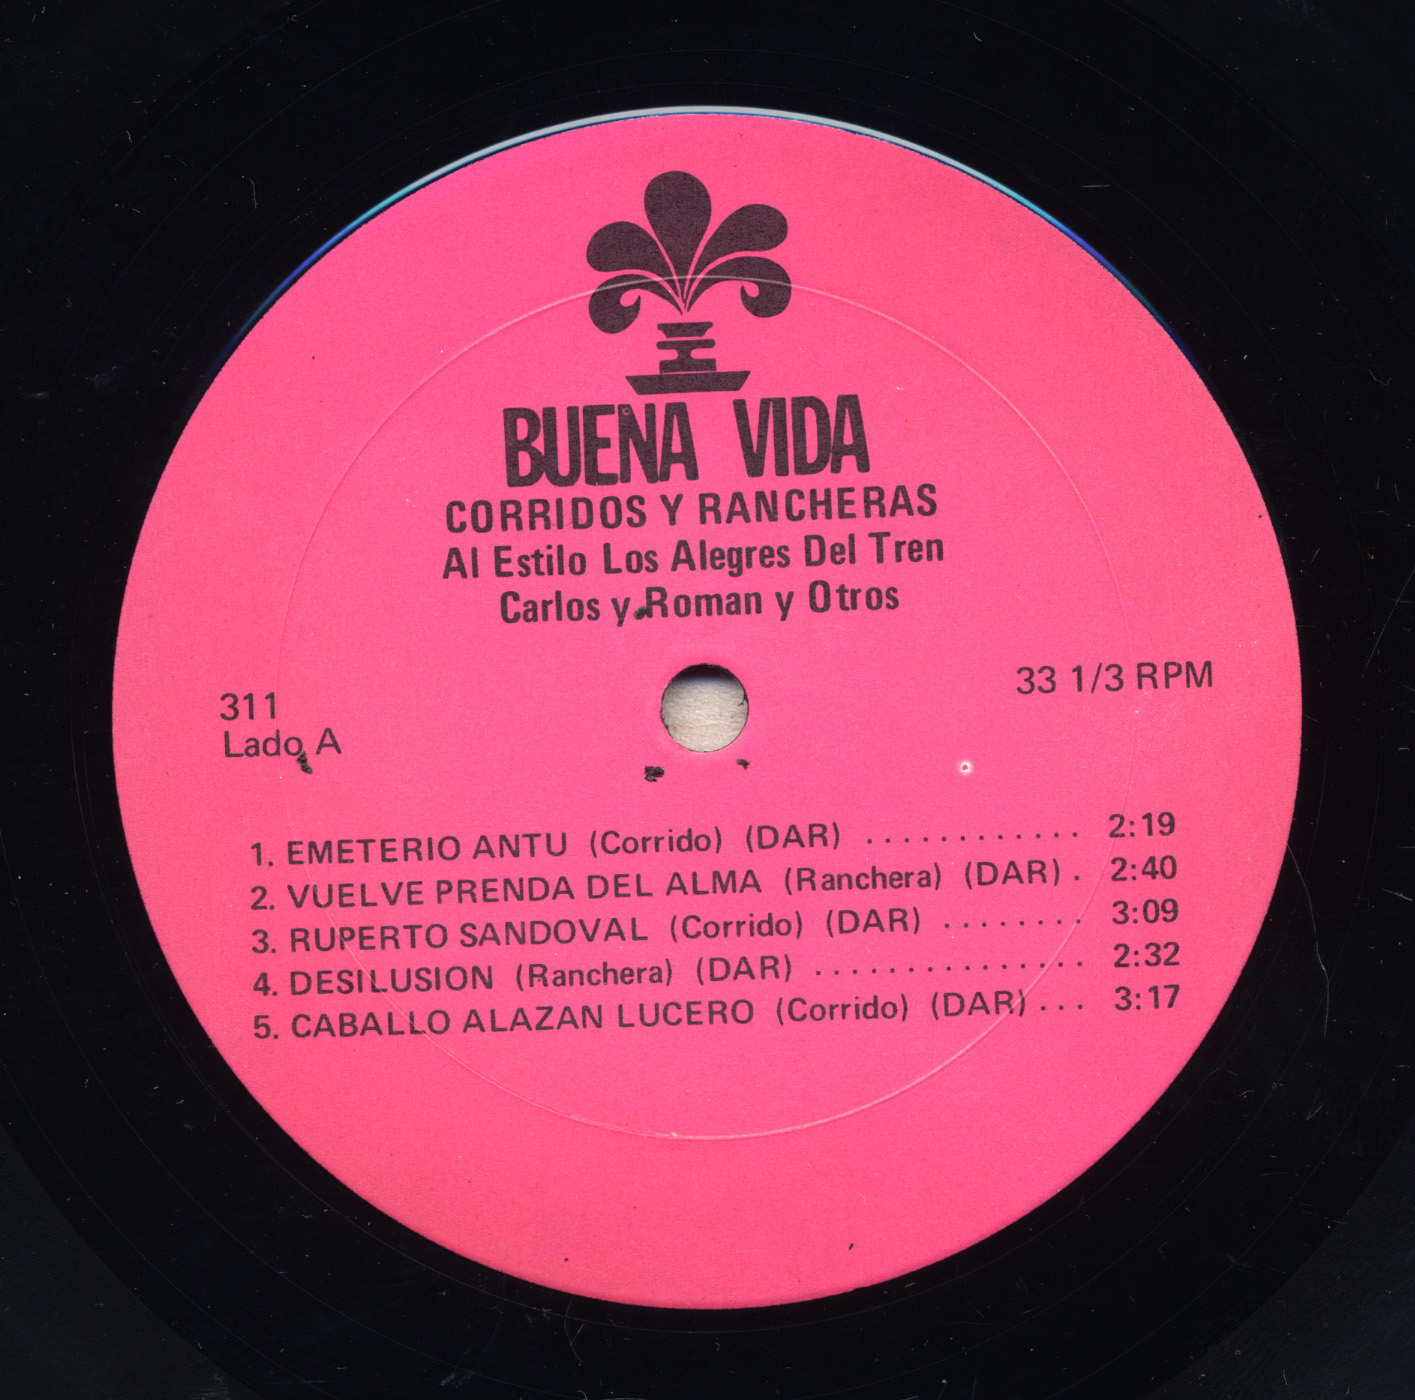 BUENA VIDA
CORRIDOS Y RANCHERAS
Al Estilo Los Alegres Del Tren
Carlos y Roman y Otros
33 1/3 RPM
311
Lado A
1. EMETERIO ANTU (Corrido) (DAR) ............ 2:19
2. VUELVE PRENDA DEL ALMA (Ranchera) (DAR) . 2:40
3. RUPERTO SANDOVAL (Corrido) (DAR) ........ 3:09
4. DESILUSION (Ranchera) (DAR) ................ 2:32
5. CABALLO ALAZAN LUCERO (Corrido) (DAR) ... 3:17